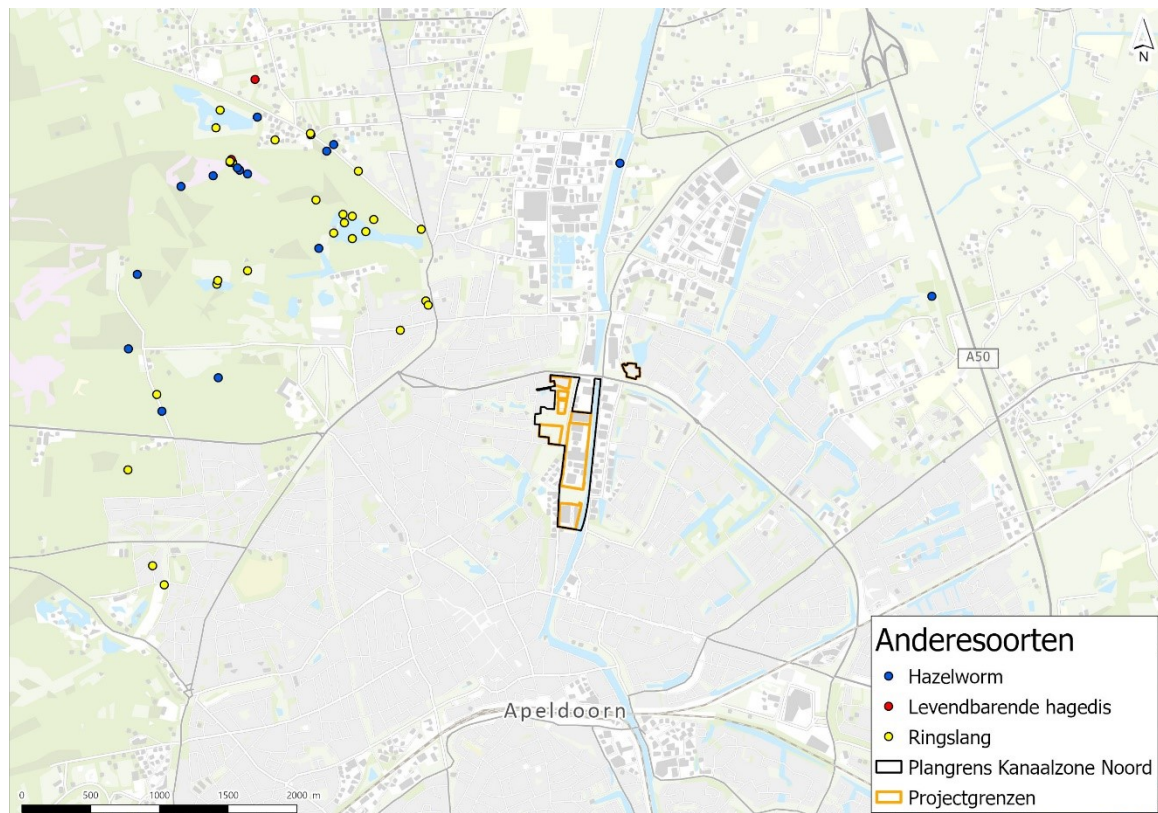 N
A50
Apeldoorn
Anderesoorten
Hazelworm
Levendbarende hagedis
Ringslang
Plangrens Kanaalzone Noord
Projectgrenzen
0 500 1000 1500 2000 m